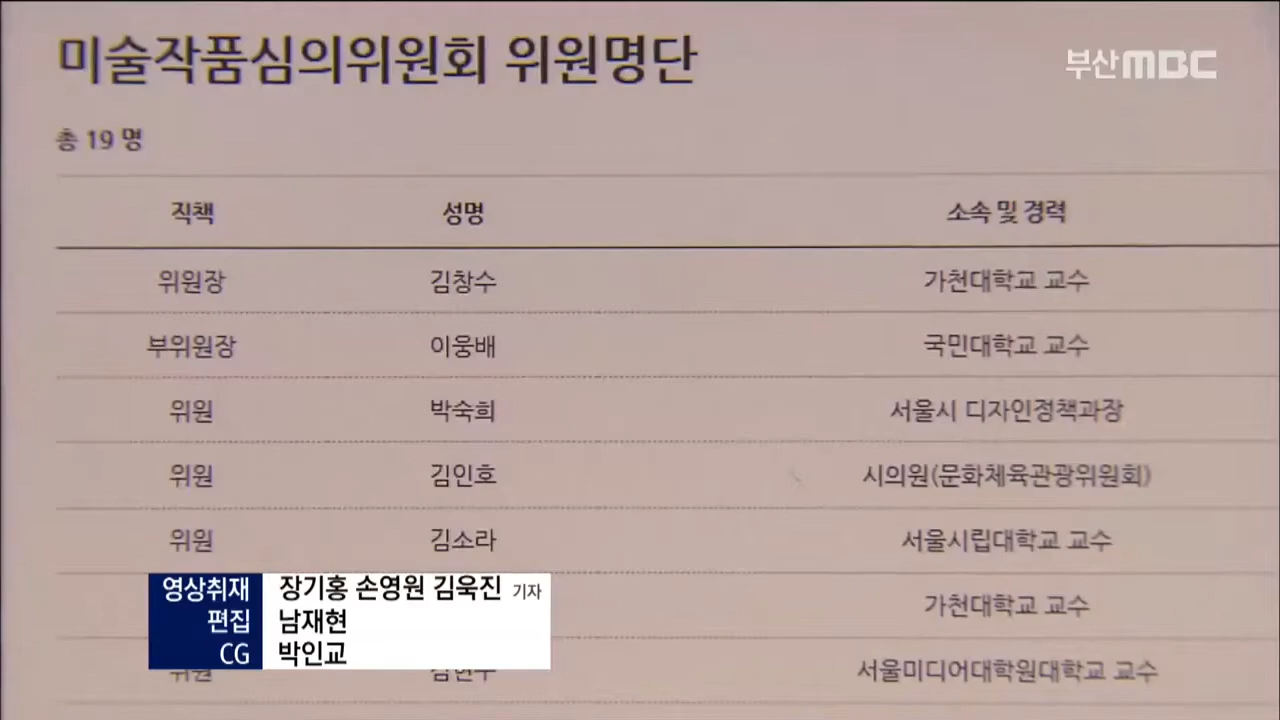 미술작품심의위원회 위원명단
부산MBC
총 19 명
직책 성명 소속 및 경력
위원장 김창수 가천대학교 교수
부위원장 이웅배 국민대학교 교수
위원 박숙희 서울시 디자인정책과장
위원 김인호 시의원(문화체육관광위원회)
위원 김소라 서울시립대학교 교수
가천대학교 교수
위원 서울미디어대학원대학교 교수
영상취재 장기홍 손영원 김욱진 기자
편집 남재현
CG 박인교